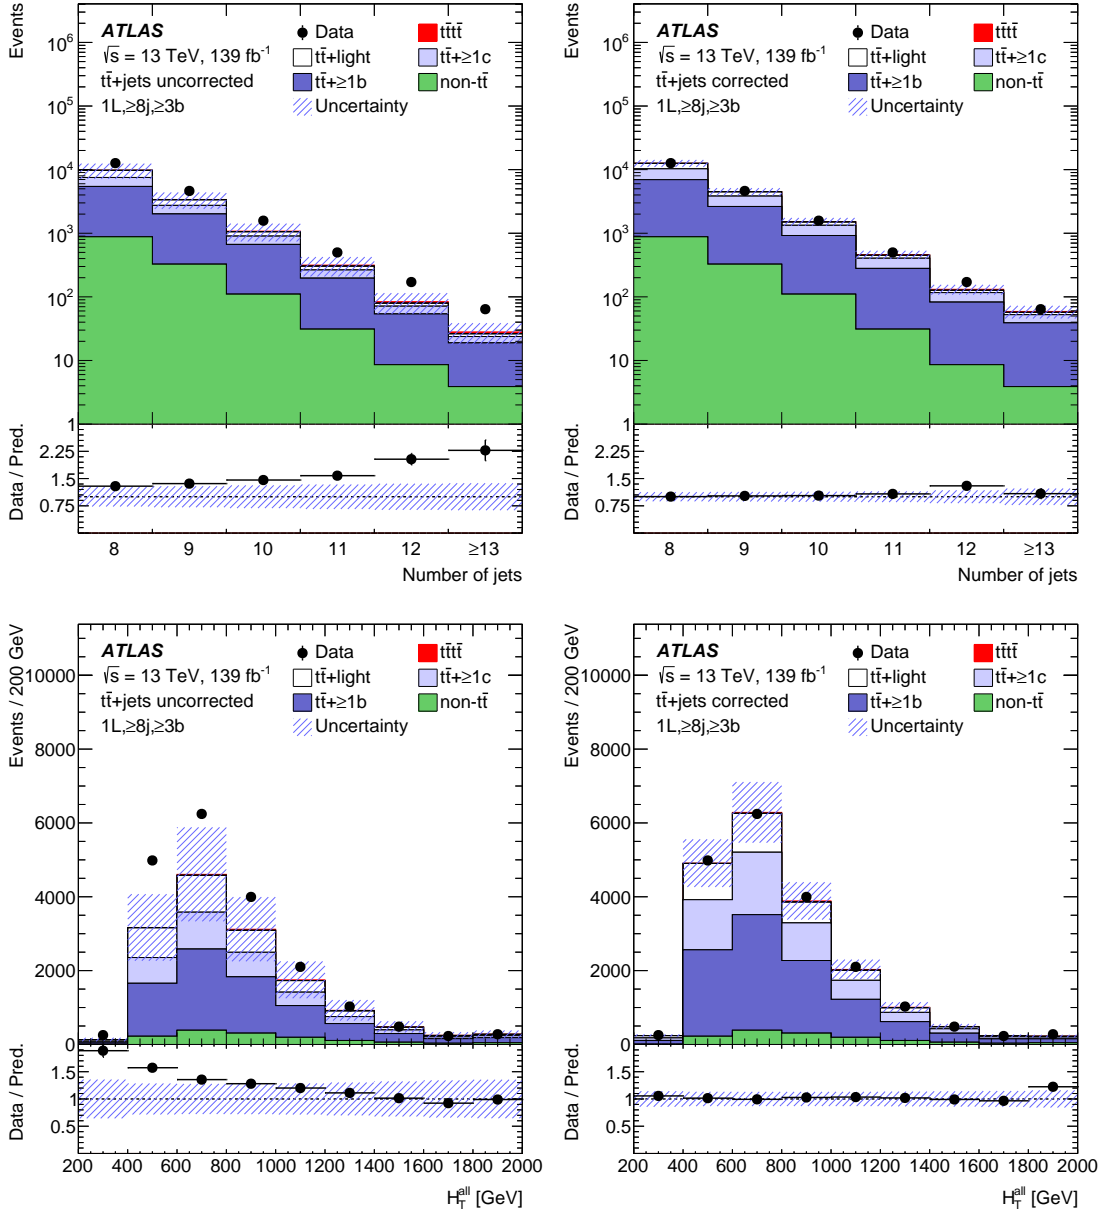 Events
10⁶
10⁵
10⁴
10³
10²
10
1
ATLAS
√s = 13 TeV, 139 fb⁻¹
tt̄+jets uncorrected
1L,≥8j,≥3b
Data
tt̄tt̄
tt̄+light
tt̄+≥1c
tt̄+≥1b
non-tt̄
Uncertainty
Data / Pred.
2.25
1.5
0.75
8 9 10 11 12 ≥13
Number of jets
Events
10⁶
10⁵
10⁴
10³
10²
10
1
ATLAS
√s = 13 TeV, 139 fb⁻¹
tt̄+jets corrected
1L,≥8j,≥3b
Data
tt̄tt̄
tt̄+light
tt̄+≥1c
tt̄+≥1b
non-tt̄
Uncertainty
Data / Pred.
2.25
1.5
0.75
8 9 10 11 12 ≥13
Number of jets
Events / 200 GeV
10000
8000
6000
4000
2000
0
ATLAS
√s = 13 TeV, 139 fb⁻¹
tt̄+jets uncorrected
1L,≥8j,≥3b
Data
tt̄tt̄
tt̄+light
tt̄+≥1c
tt̄+≥1b
non-tt̄
Uncertainty
Data / Pred.
1.5
1
0.5
200 400 600 800 1000 1200 1400 1600 1800 2000
H_T^all [GeV]
Events / 200 GeV
10000
8000
6000
4000
2000
0
ATLAS
√s = 13 TeV, 139 fb⁻¹
tt̄+jets corrected
1L,≥8j,≥3b
Data
tt̄tt̄
tt̄+light
tt̄+≥1c
tt̄+≥1b
non-tt̄
Uncertainty
Data / Pred.
1.5
1
0.5
200 400 600 800 1000 1200 1400 1600 1800 2000
H_T^all [GeV]